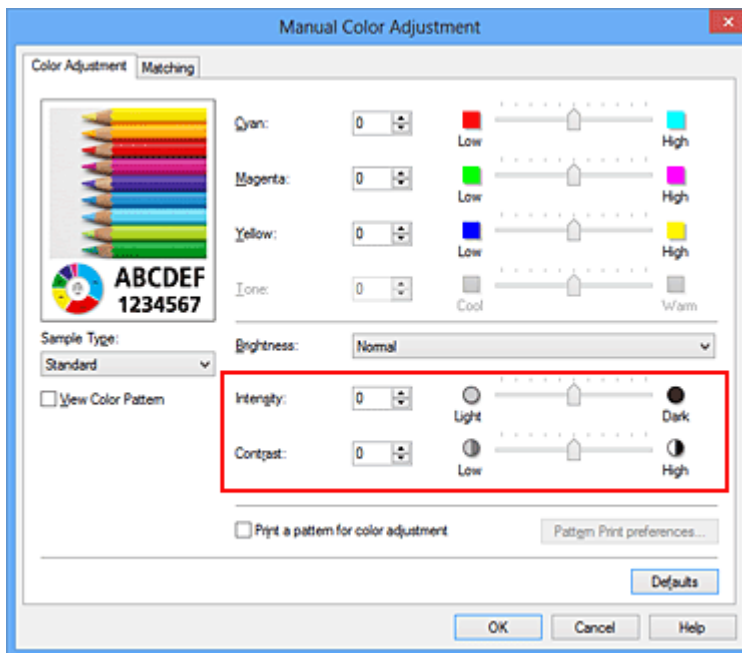 Manual Color Adjustment
Color Adjustment
Matching
Cyan: 0 Low High
Magenta: 0 Low High
Yellow: 0 Low High
Tone: 0 Cool Warm
ABCDEF
1234567
Sample Type:
Standard
View Color Pattern
Brightness: Normal
Intensity: 0 Light Dark
Contrast: 0 Low High
Print a pattern for color adjustment
Pattern Print preferences...
Defaults
OK Cancel Help